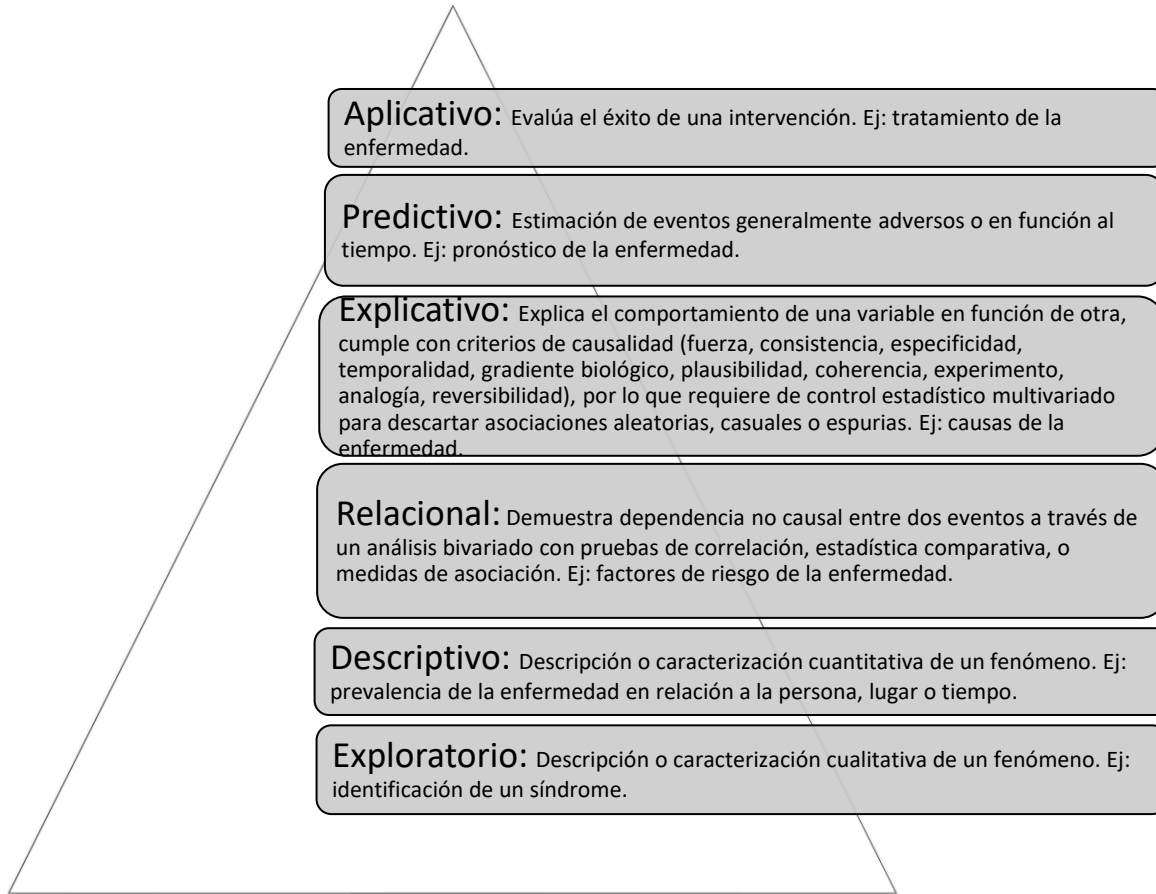 Aplicativo: Evalúa el éxito de una intervención. Ej: tratamiento de la
enfermedad.
Predictivo: Estimación de eventos generalmente adversos o en función al
tiempo. Ej: pronóstico de la enfermedad.
Explicativo: Explica el comportamiento de una variable en función de otra,
cumple con criterios de causalidad (fuerza, consistencia, especificidad,
temporalidad, gradiente biológico, plausibilidad, coherencia, experimento,
analogía, reversibilidad), por lo que requiere de control estadístico multivariado
para descartar asociaciones aleatorias, casuales o espurias. Ej: causas de la
enfermedad.
Relacional: Demuestra dependencia no causal entre dos eventos a través de
un análisis bivariado con pruebas de correlación, estadística comparativa, o
medidas de asociación. Ej: factores de riesgo de la enfermedad.
Descriptivo: Descripción o caracterización cuantitativa de un fenómeno. Ej:
prevalencia de la enfermedad en relación a la persona, lugar o tiempo.
Exploratorio: Descripción o caracterización cualitativa de un fenómeno. Ej:
identificación de un síndrome.